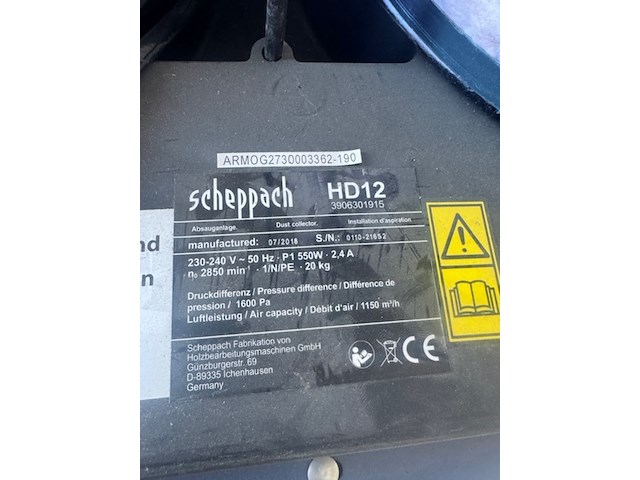 ARMOG2730003362-190
scheppach HD12
3906301915
Absauganlage. Dust collector. Installation d'aspiration
manufactured: 07/2018 S./N.: 0110-21652
230-240 V ~ 50 Hz · P1 550W · 2,4 A
n₀ 2850 min⁻¹ · 1/N/PE · 20 kg
Druckdifferenz / Pressure difference / Différence de
pression / 1600 Pa
Luftleistung / Air capacity / Débit d'air / 1150 m³/h
Scheppach Fabrikation von
Holzbearbeitungsmaschinen GmbH
Günzburgerstr. 69
D-89335 Ichenhausen
Germany
CE
nd
n